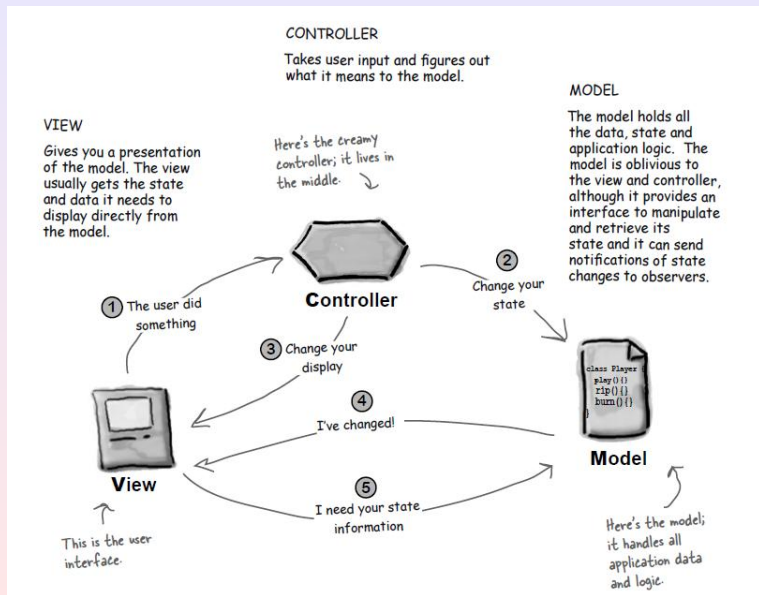 CONTROLLER
Takes user input and figures out
what it means to the model.
MODEL
The model holds all
the data, state and
application logic. The
model is oblivious to
the view and controller,
although it provides an
interface to manipulate
and retrieve its
state and it can send
notifications of state
changes to observers.
VIEW
Gives you a presentation
of the model. The view
usually gets the state
and data it needs to
display directly from
the model.
Here's the creamy
controller; it lives in
the middle.
Controller
1 The user did
something
2
Change your
state
3 Change your
display
4
I've changed!
5
I need your state
information
class Player {
play(){}
rip(){}
burn(){}
}
View
Model
This is the user
interface.
Here's the model;
it handles all
application data
and logic.